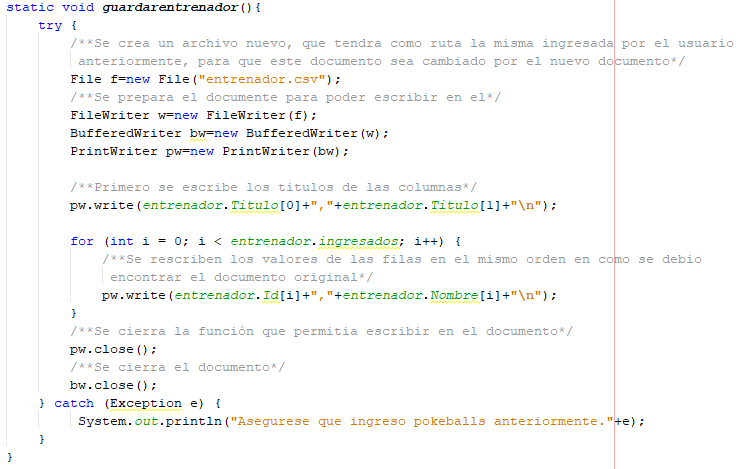 static void guardarentrenador(){
try {
/**Se crea un archivo nuevo, que tendra como ruta la misma ingresada por el usuario
anteriormente, para que este documento sea cambiado por el nuevo documento*/
File f=new File("entrenador.csv");
/**Se prepara el documente para poder escribir en el*/
FileWriter w=new FileWriter(f);
BufferedWriter bw=new BufferedWriter(w);
PrintWriter pw=new PrintWriter(bw);
/**Primero se escribe los titulos de las columnas*/
pw.write(entrenador.Titulo[0]+","+entrenador.Titulo[1]+"\n");
for (int i = 0; i < entrenador.ingresados; i++) {
/**Se rescriben los valores de las filas en el mismo orden en como se debio
encontrar el documento original*/
pw.write(entrenador.Id[i]+","+entrenador.Nombre[i]+"\n");
}
/**Se cierra la función que permitia escribir en el documento*/
pw.close();
/**Se cierra el documento*/
bw.close();
} catch (Exception e) {
System.out.println("Asegurese que ingreso pokeballs anteriormente."+e);
}
}